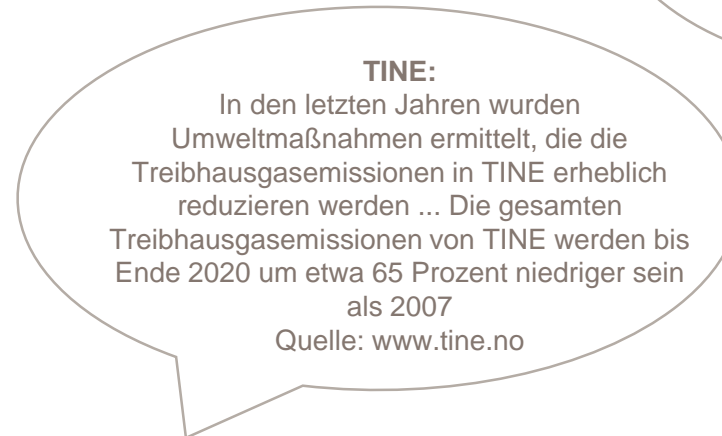 TINE:
In den letzten Jahren wurden
Umweltmaßnahmen ermittelt, die die
Treibhausgasemissionen in TINE erheblich
reduzieren werden ... Die gesamten
Treibhausgasemissionen von TINE werden bis
Ende 2020 um etwa 65 Prozent niedriger sein
als 2007
Quelle: www.tine.no